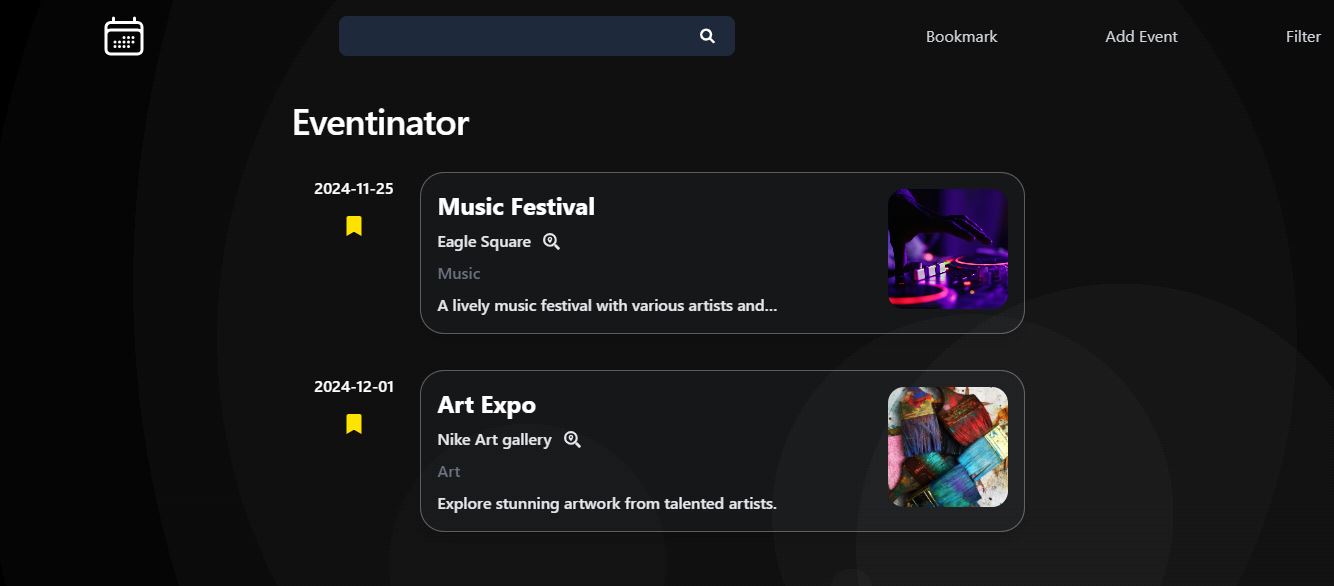 Bookmark Add Event Filter
Eventinator
2024-11-25
Music Festival
Eagle Square
Music
A lively music festival with various artists and...
2024-12-01
Art Expo
Nike Art gallery
Art
Explore stunning artwork from talented artists.